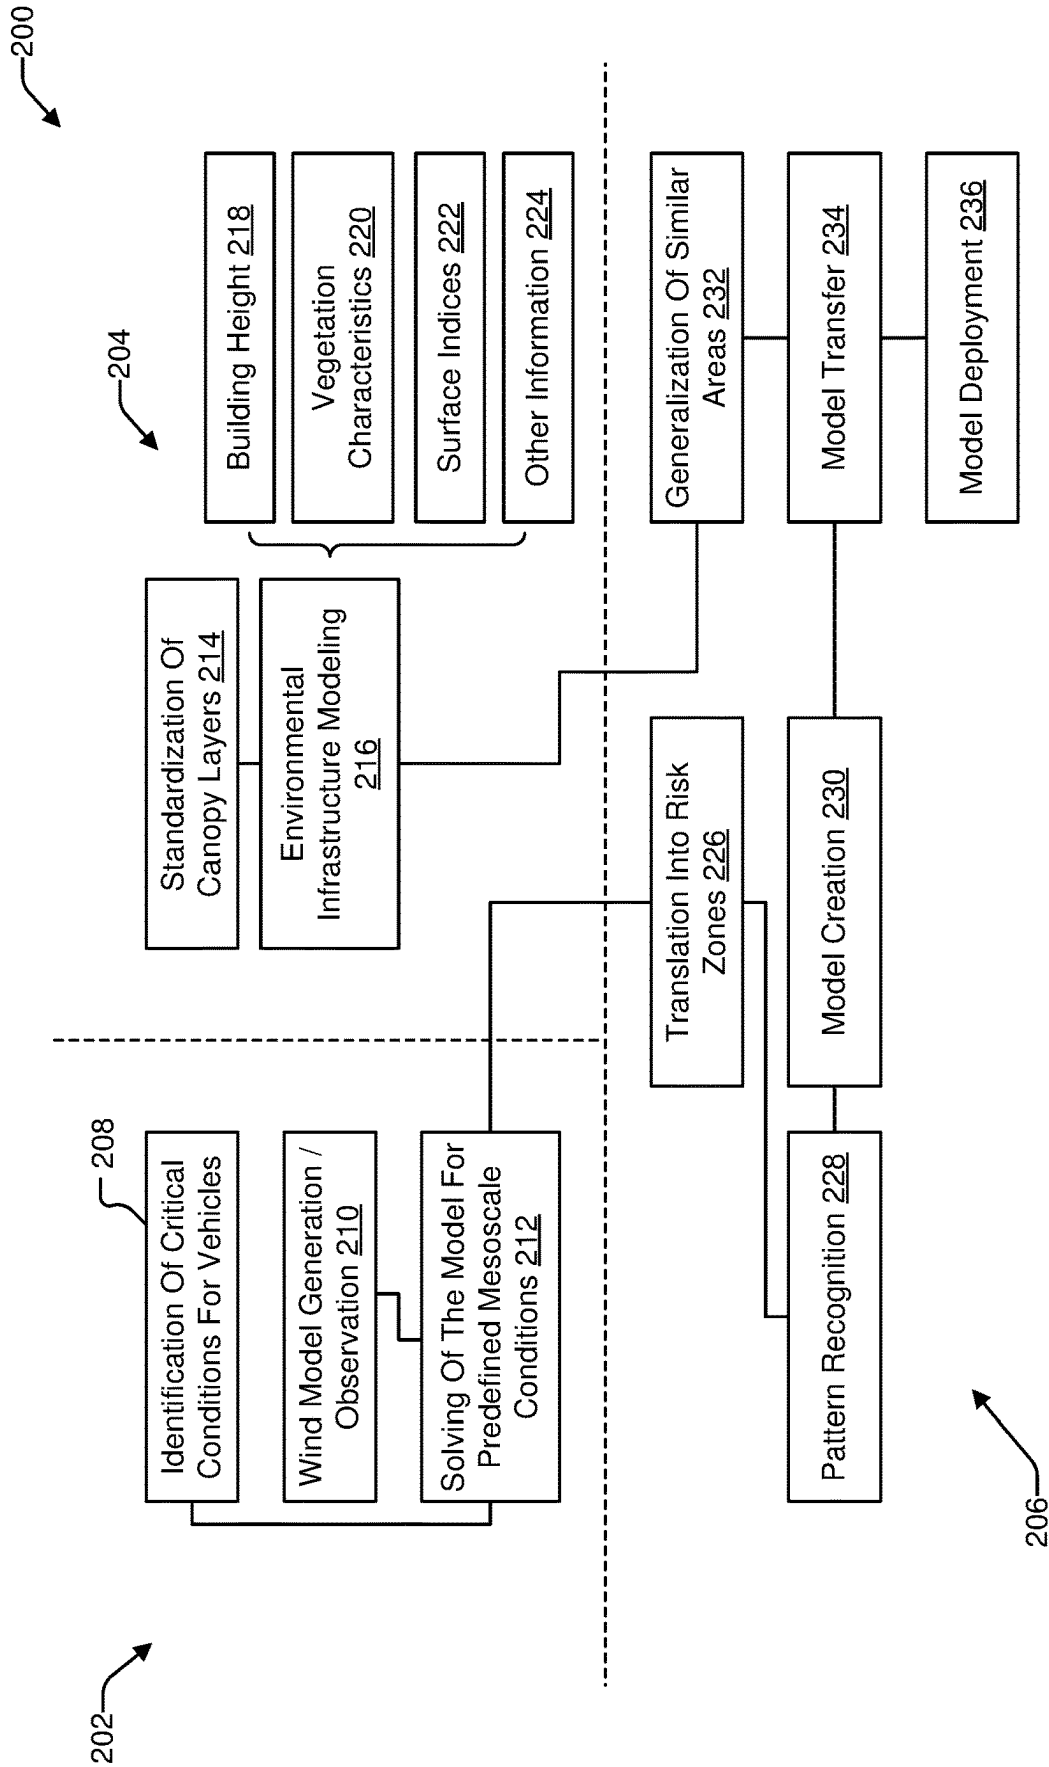 200
202
208
Identification Of Critical
Conditions For Vehicles
Wind Model Generation /
Observation 210
Solving Of The Model For
Predefined Mesoscale
Conditions 212
204
Standardization Of
Canopy Layers 214
Environmental
Infrastructure Modeling
216
Building Height 218
Vegetation
Characteristics 220
Surface Indices 222
Other Information 224
Translation Into Risk
Zones 226
Generalization Of Similar
Areas 232
Pattern Recognition 228
Model Creation 230
Model Transfer 234
Model Deployment 236
206